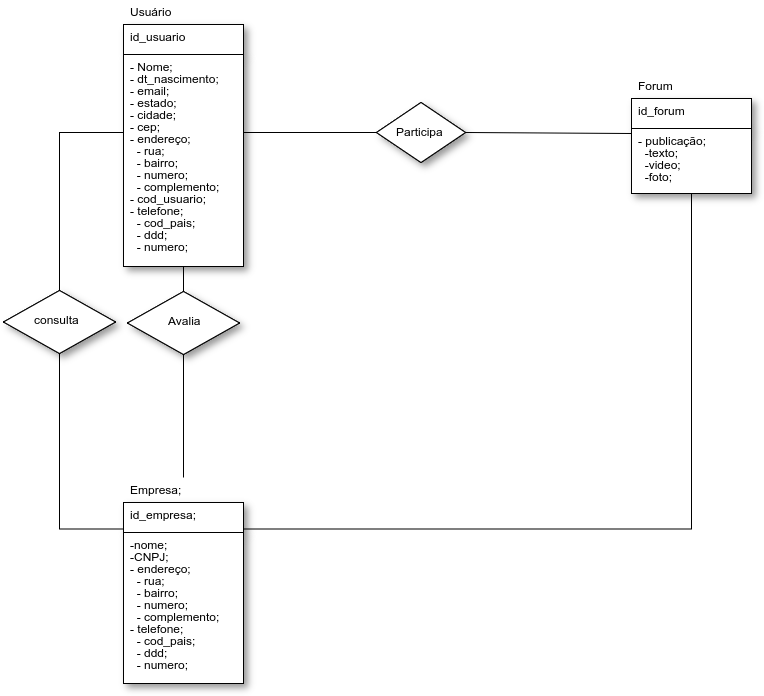 Usuário
id_usuario
- Nome;
- dt_nascimento;
- email;
- estado;
- cidade;
- cep;
- endereço;
- rua;
- bairro;
- numero;
- complemento;
- cod_usuario;
- telefone;
- cod_pais;
- ddd;
- numero;
Participa
Forum
id_forum
- publicação;
-texto;
-video;
-foto;
consulta
Avalia
Empresa;
id_empresa;
-nome;
-CNPJ;
- endereço;
- rua;
- bairro;
- numero;
- complemento;
- telefone;
- cod_pais;
- ddd;
- numero;